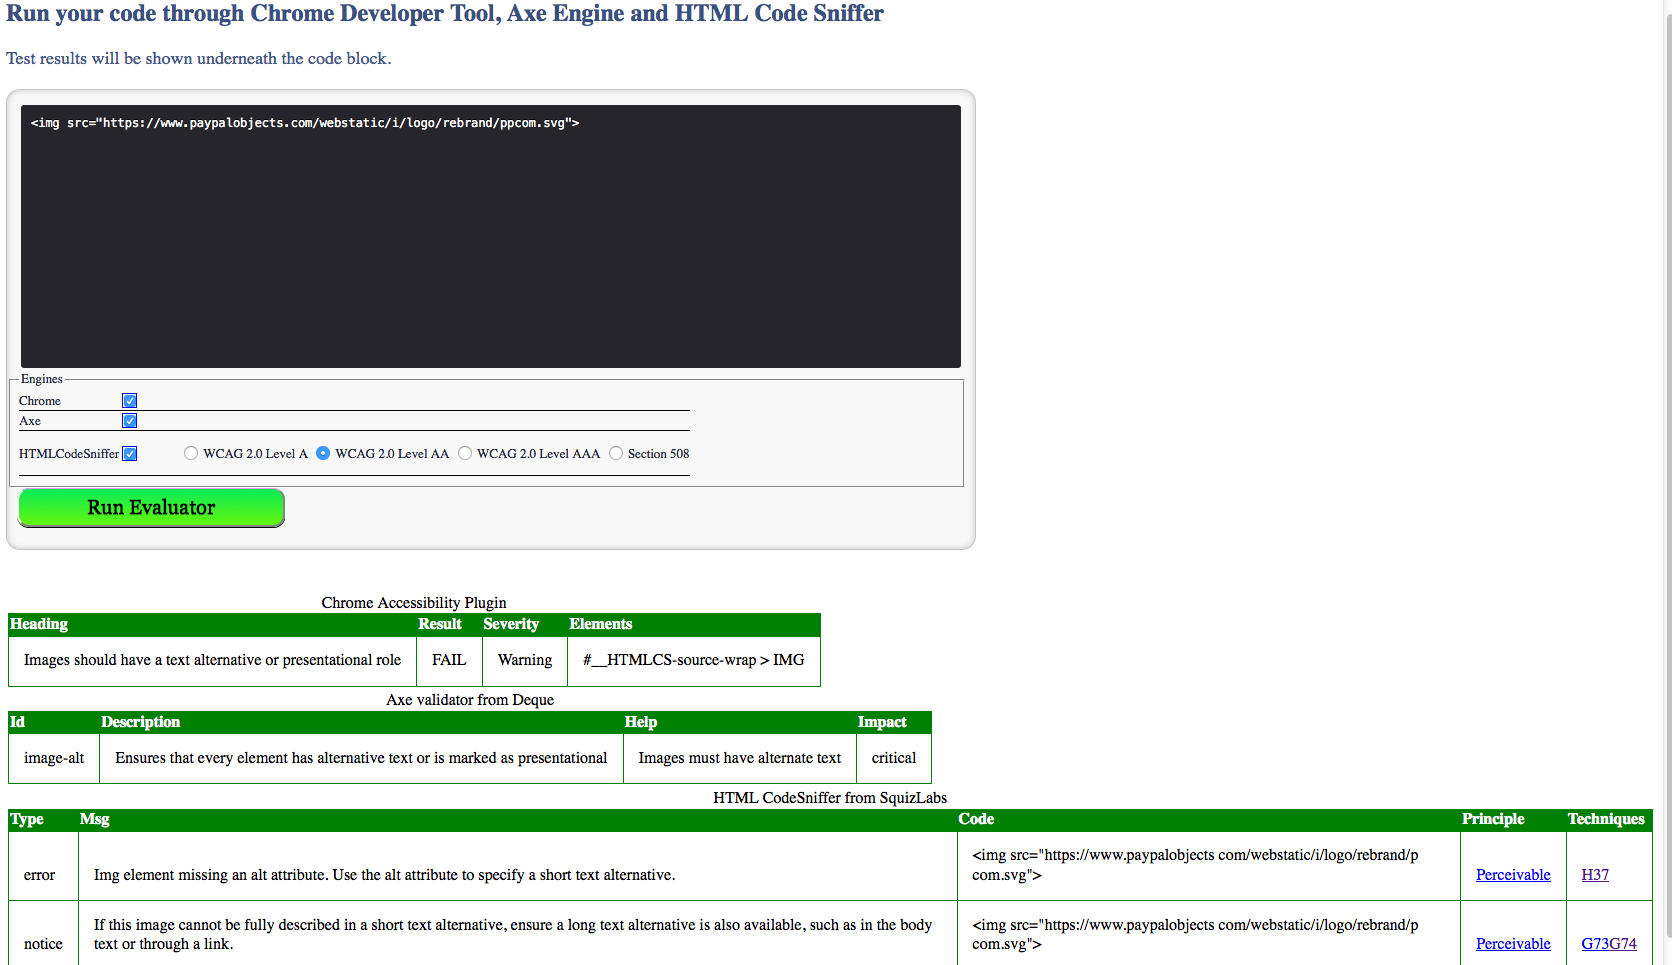 Run your code through Chrome Developer Tool, Axe Engine and HTML Code Sniffer
Test results will be shown underneath the code block.
<img src="https://www.paypalobjects.com/webstatic/i/logo/rebrand/ppcom.svg">
Engines
Chrome
Axe
HTMLCodeSniffer WCAG 2.0 Level A WCAG 2.0 Level AA WCAG 2.0 Level AAA Section 508
Run Evaluator
Chrome Accessibility Plugin
Heading Result Severity Elements
Images should have a text alternative or presentational role FAIL Warning #__HTMLCS-source-wrap > IMG
Axe validator from Deque
Id Description Help Impact
image-alt Ensures that every element has alternative text or is marked as presentational Images must have alternate text critical
HTML CodeSniffer from SquizLabs
Type Msg Code Principle Techniques
error Img element missing an alt attribute. Use the alt attribute to specify a short text alternative. <img src="https://www.paypalobjects com/webstatic/i/logo/rebrand/p
com.svg"> Perceivable H37
notice If this image cannot be fully described in a short text alternative, ensure a long text alternative is also available, such as in the body
text or through a link. <img src="https://www.paypalobjects com/webstatic/i/logo/rebrand/p
com.svg"> Perceivable G73G74